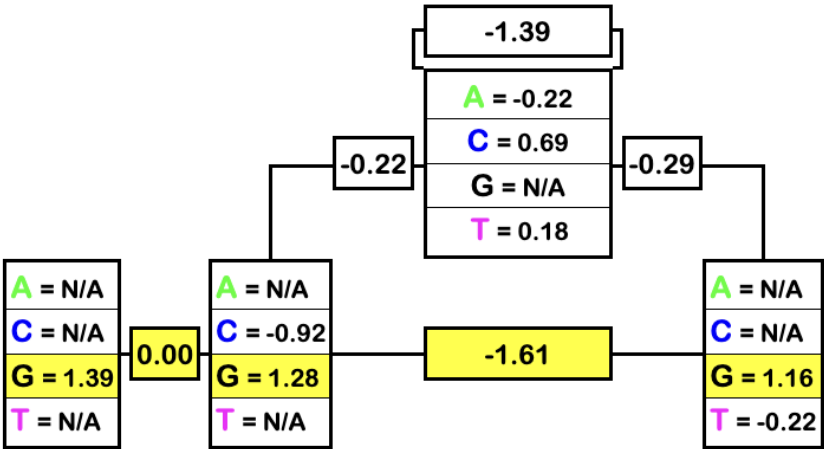 -1.39
A = -0.22
C = 0.69
G = N/A
T = 0.18
-0.22
-0.29
A = N/A
C = N/A
G = 1.39
T = N/A
0.00
A = N/A
C = -0.92
G = 1.28
T = N/A
-1.61
A = N/A
C = N/A
G = 1.16
T = -0.22